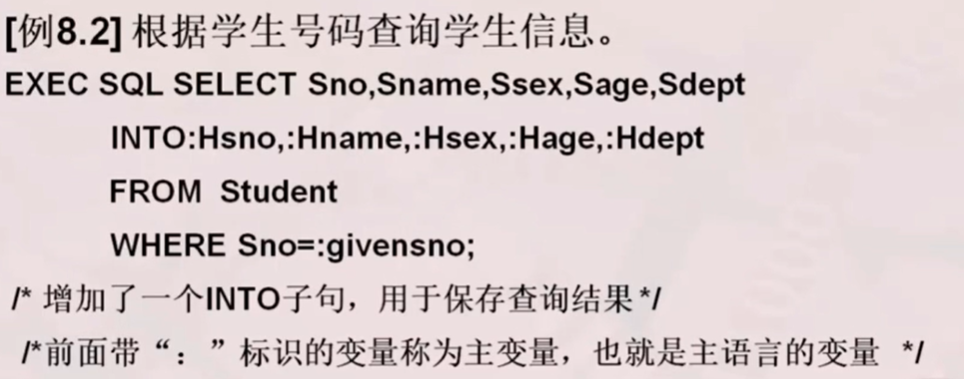 [例8.2] 根据学生号码查询学生信息。
EXEC SQL SELECT Sno,Sname,Ssex,Sage,Sdept
INTO:Hsno,:Hname,:Hsex,:Hage,:Hdept
FROM Student
WHERE Sno=:givensno;
/* 增加了一个INTO子句，用于保存查询结果*/
/*前面带“：”标识的变量称为主变量，也就是主语言的变量 */